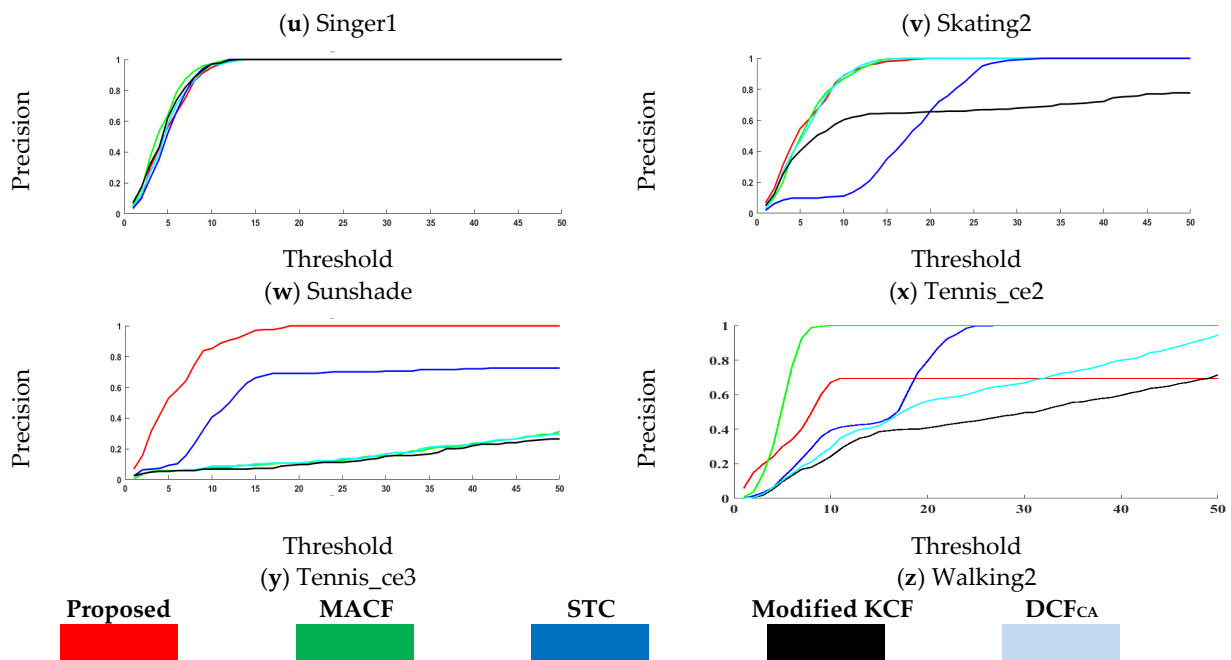 (u) Singer1
(v) Skating2
Precision
1
0.8
0.6
0.4
0.2
0
0 5 10 15 20 25 30 35 40 45 50
Threshold
Precision
1
0.8
0.6
0.4
0.2
0
0 5 10 15 20 25 30 35 40 45 50
Threshold
(w) Sunshade
(x) Tennis_ce2
Precision
1
0.8
0.6
0.4
0.2
0
0 5 10 15 20 25 30 35 40 45 50
Threshold
Precision
1
0.8
0.6
0.4
0.2
0
0 10 20 30 40 50
Threshold
(y) Tennis_ce3
(z) Walking2
Proposed MACF STC Modified KCF DCFCA